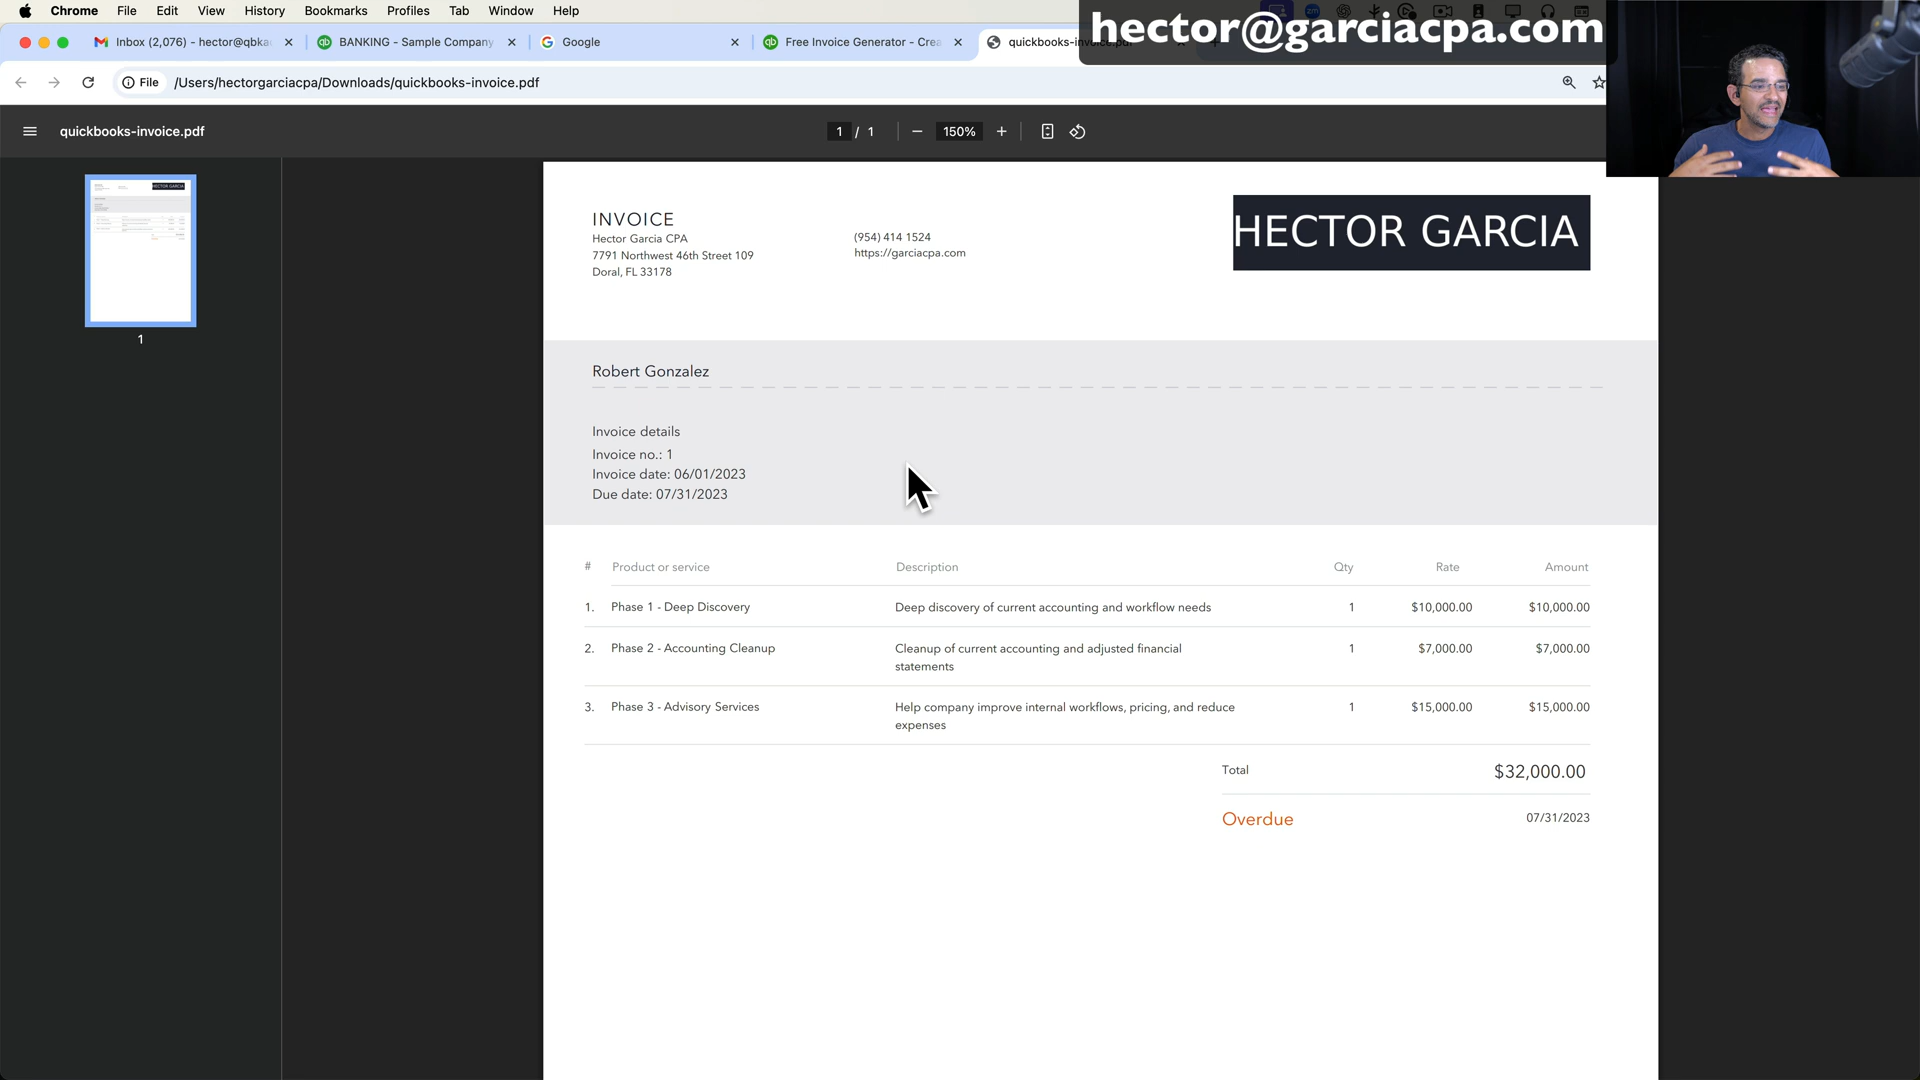 Chrome File Edit View History Bookmarks Profiles Tab Window Help
hector@garciacpa.com
Inbox (2,076) - hector@qbka
BANKING - Sample Company
Google
Free Invoice Generator - Crea
quickbooks-invoice.pdf
File /Users/hectorgarciacpa/Downloads/quickbooks-invoice.pdf
quickbooks-invoice.pdf
1 / 1
150%
1
INVOICE
Hector Garcia CPA
7791 Northwest 46th Street 109
Doral, FL 33178
(954) 414 1524
https://garciacpa.com
HECTOR GARCIA
Robert Gonzalez
Invoice details
Invoice no.: 1
Invoice date: 06/01/2023
Due date: 07/31/2023
# Product or service Description Qty Rate Amount
1. Phase 1 - Deep Discovery Deep discovery of current accounting and workflow needs 1 $10,000.00 $10,000.00
2. Phase 2 - Accounting Cleanup Cleanup of current accounting and adjusted financial 1 $7,000.00 $7,000.00
statements
3. Phase 3 - Advisory Services Help company improve internal workflows, pricing, and reduce 1 $15,000.00 $15,000.00
expenses
Total $32,000.00
Overdue 07/31/2023